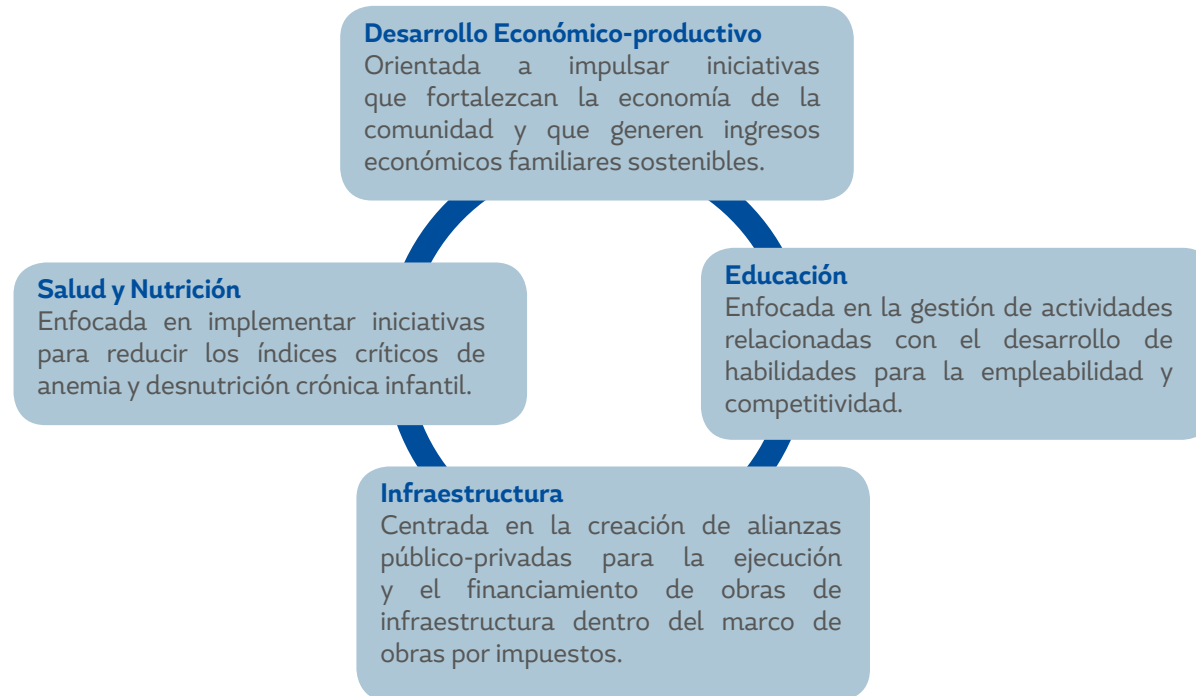 Desarrollo Económico-productivo
Orientada a impulsar iniciativas
que fortalezcan la economía de la
comunidad y que generen ingresos
económicos familiares sostenibles.
Salud y Nutrición
Enfocada en implementar iniciativas
para reducir los índices críticos de
anemia y desnutrición crónica infantil.
Educación
Enfocada en la gestión de actividades
relacionadas con el desarrollo de
habilidades para la empleabilidad y
competitividad.
Infraestructura
Centrada en la creación de alianzas
público-privadas para la ejecución
y el financiamiento de obras de
infraestructura dentro del marco de
obras por impuestos.